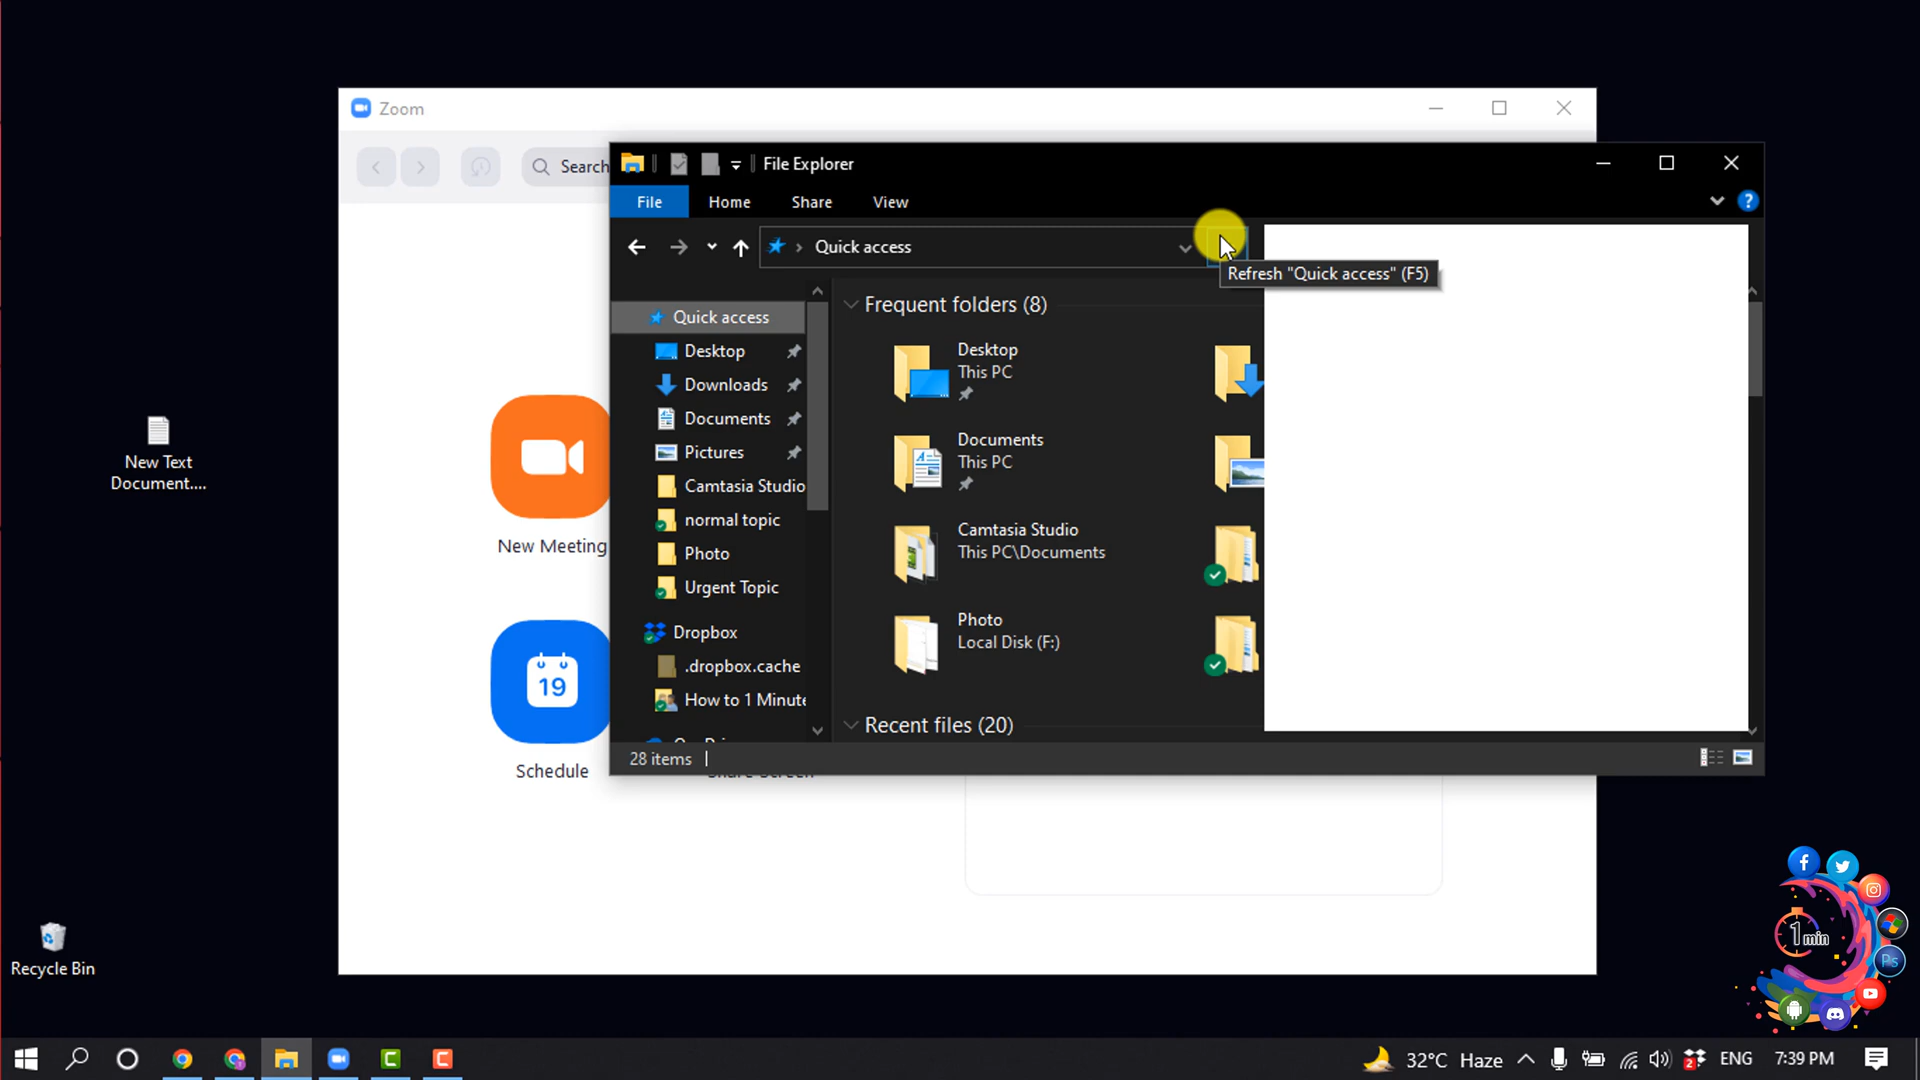 Zoom
Search
File Explorer
File Home Share View
Quick access
Refresh "Quick access" (F5)
Quick access
Desktop
Downloads
Documents
Pictures
Camtasia Studio
normal topic
Photo
Urgent Topic
Dropbox
.dropbox.cache
How to 1 Minute
Frequent folders (8)
Desktop
This PC
Documents
This PC
Camtasia Studio
This PC\Documents
Photo
Local Disk (F:)
Recent files (20)
28 items
New Meeting
19
Schedule
New Text
Document....
Recycle Bin
1 min
Ps
2
32°C Haze
ENG
7:39 PM